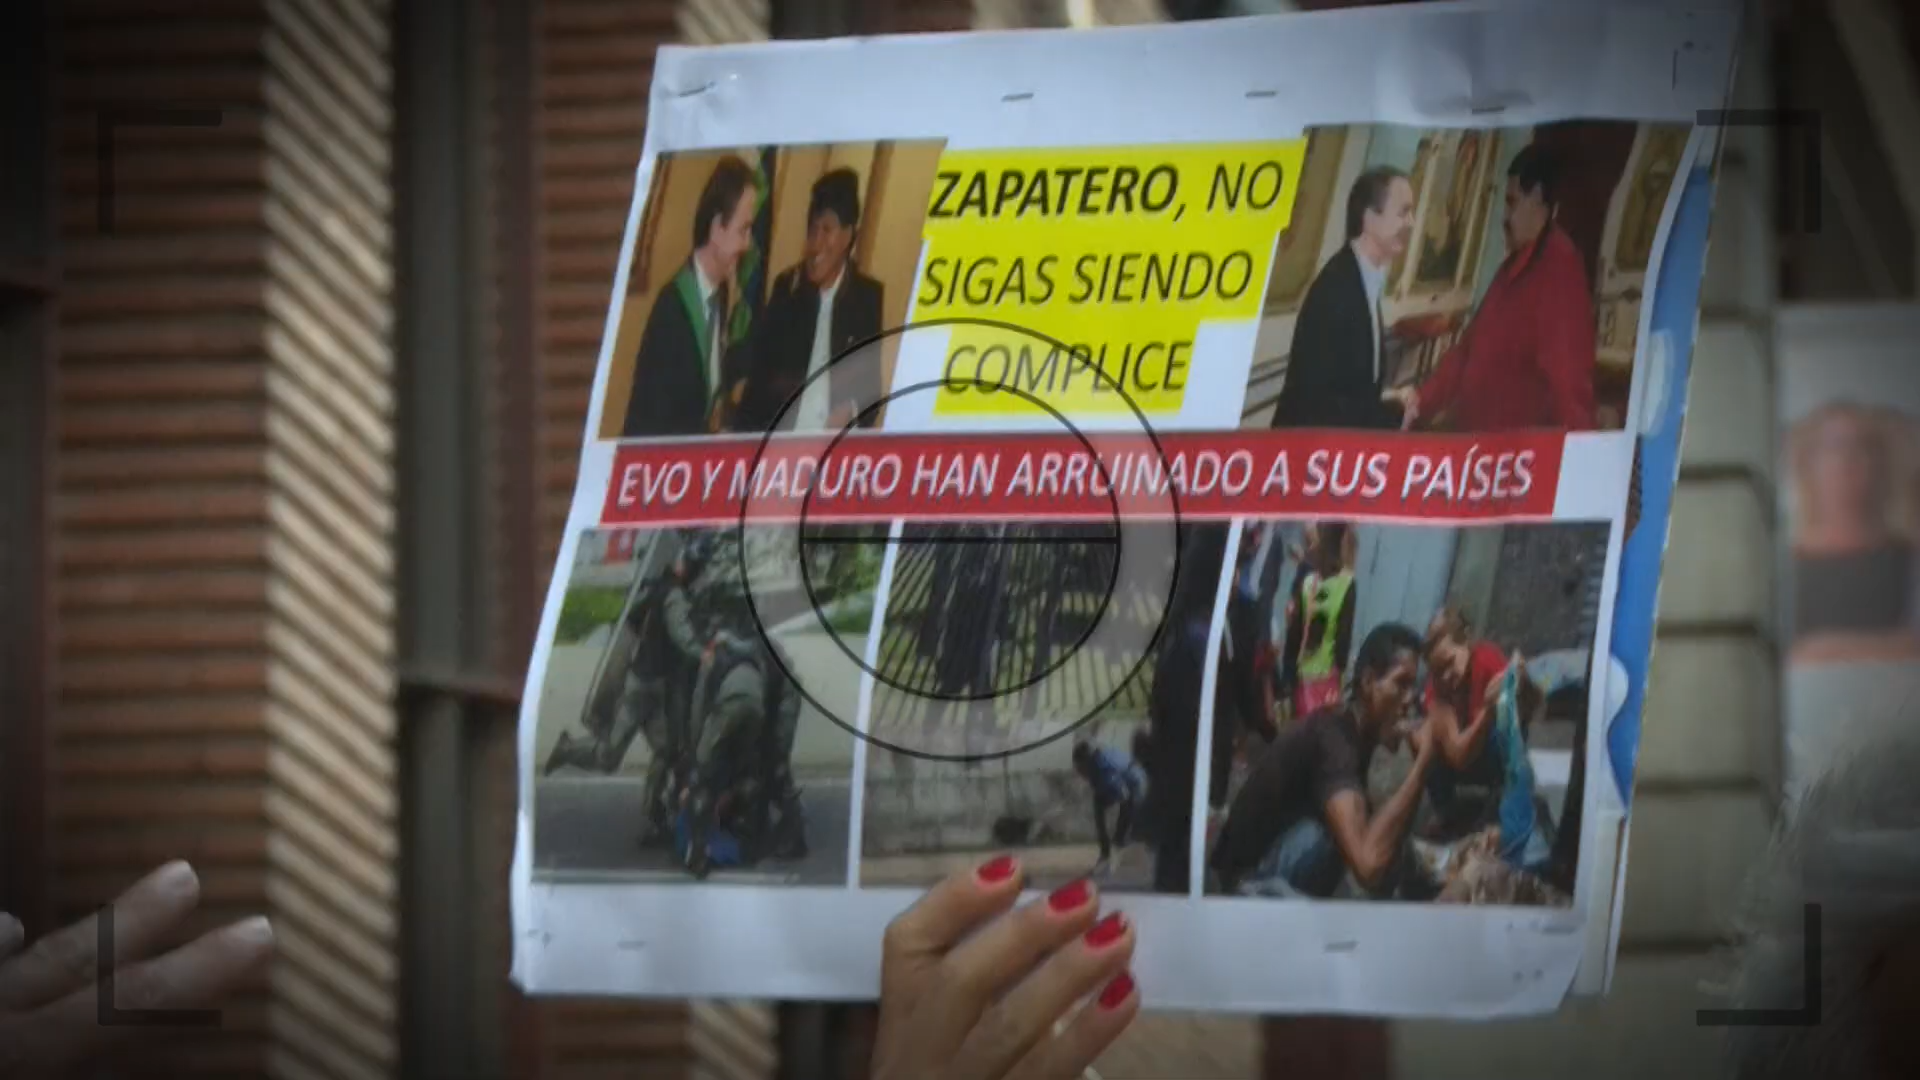 ZAPATERO, NO
SIGAS SIENDO
COMPLICE
EVO Y MADURO HAN ARRUINADO A SUS PAÍSES